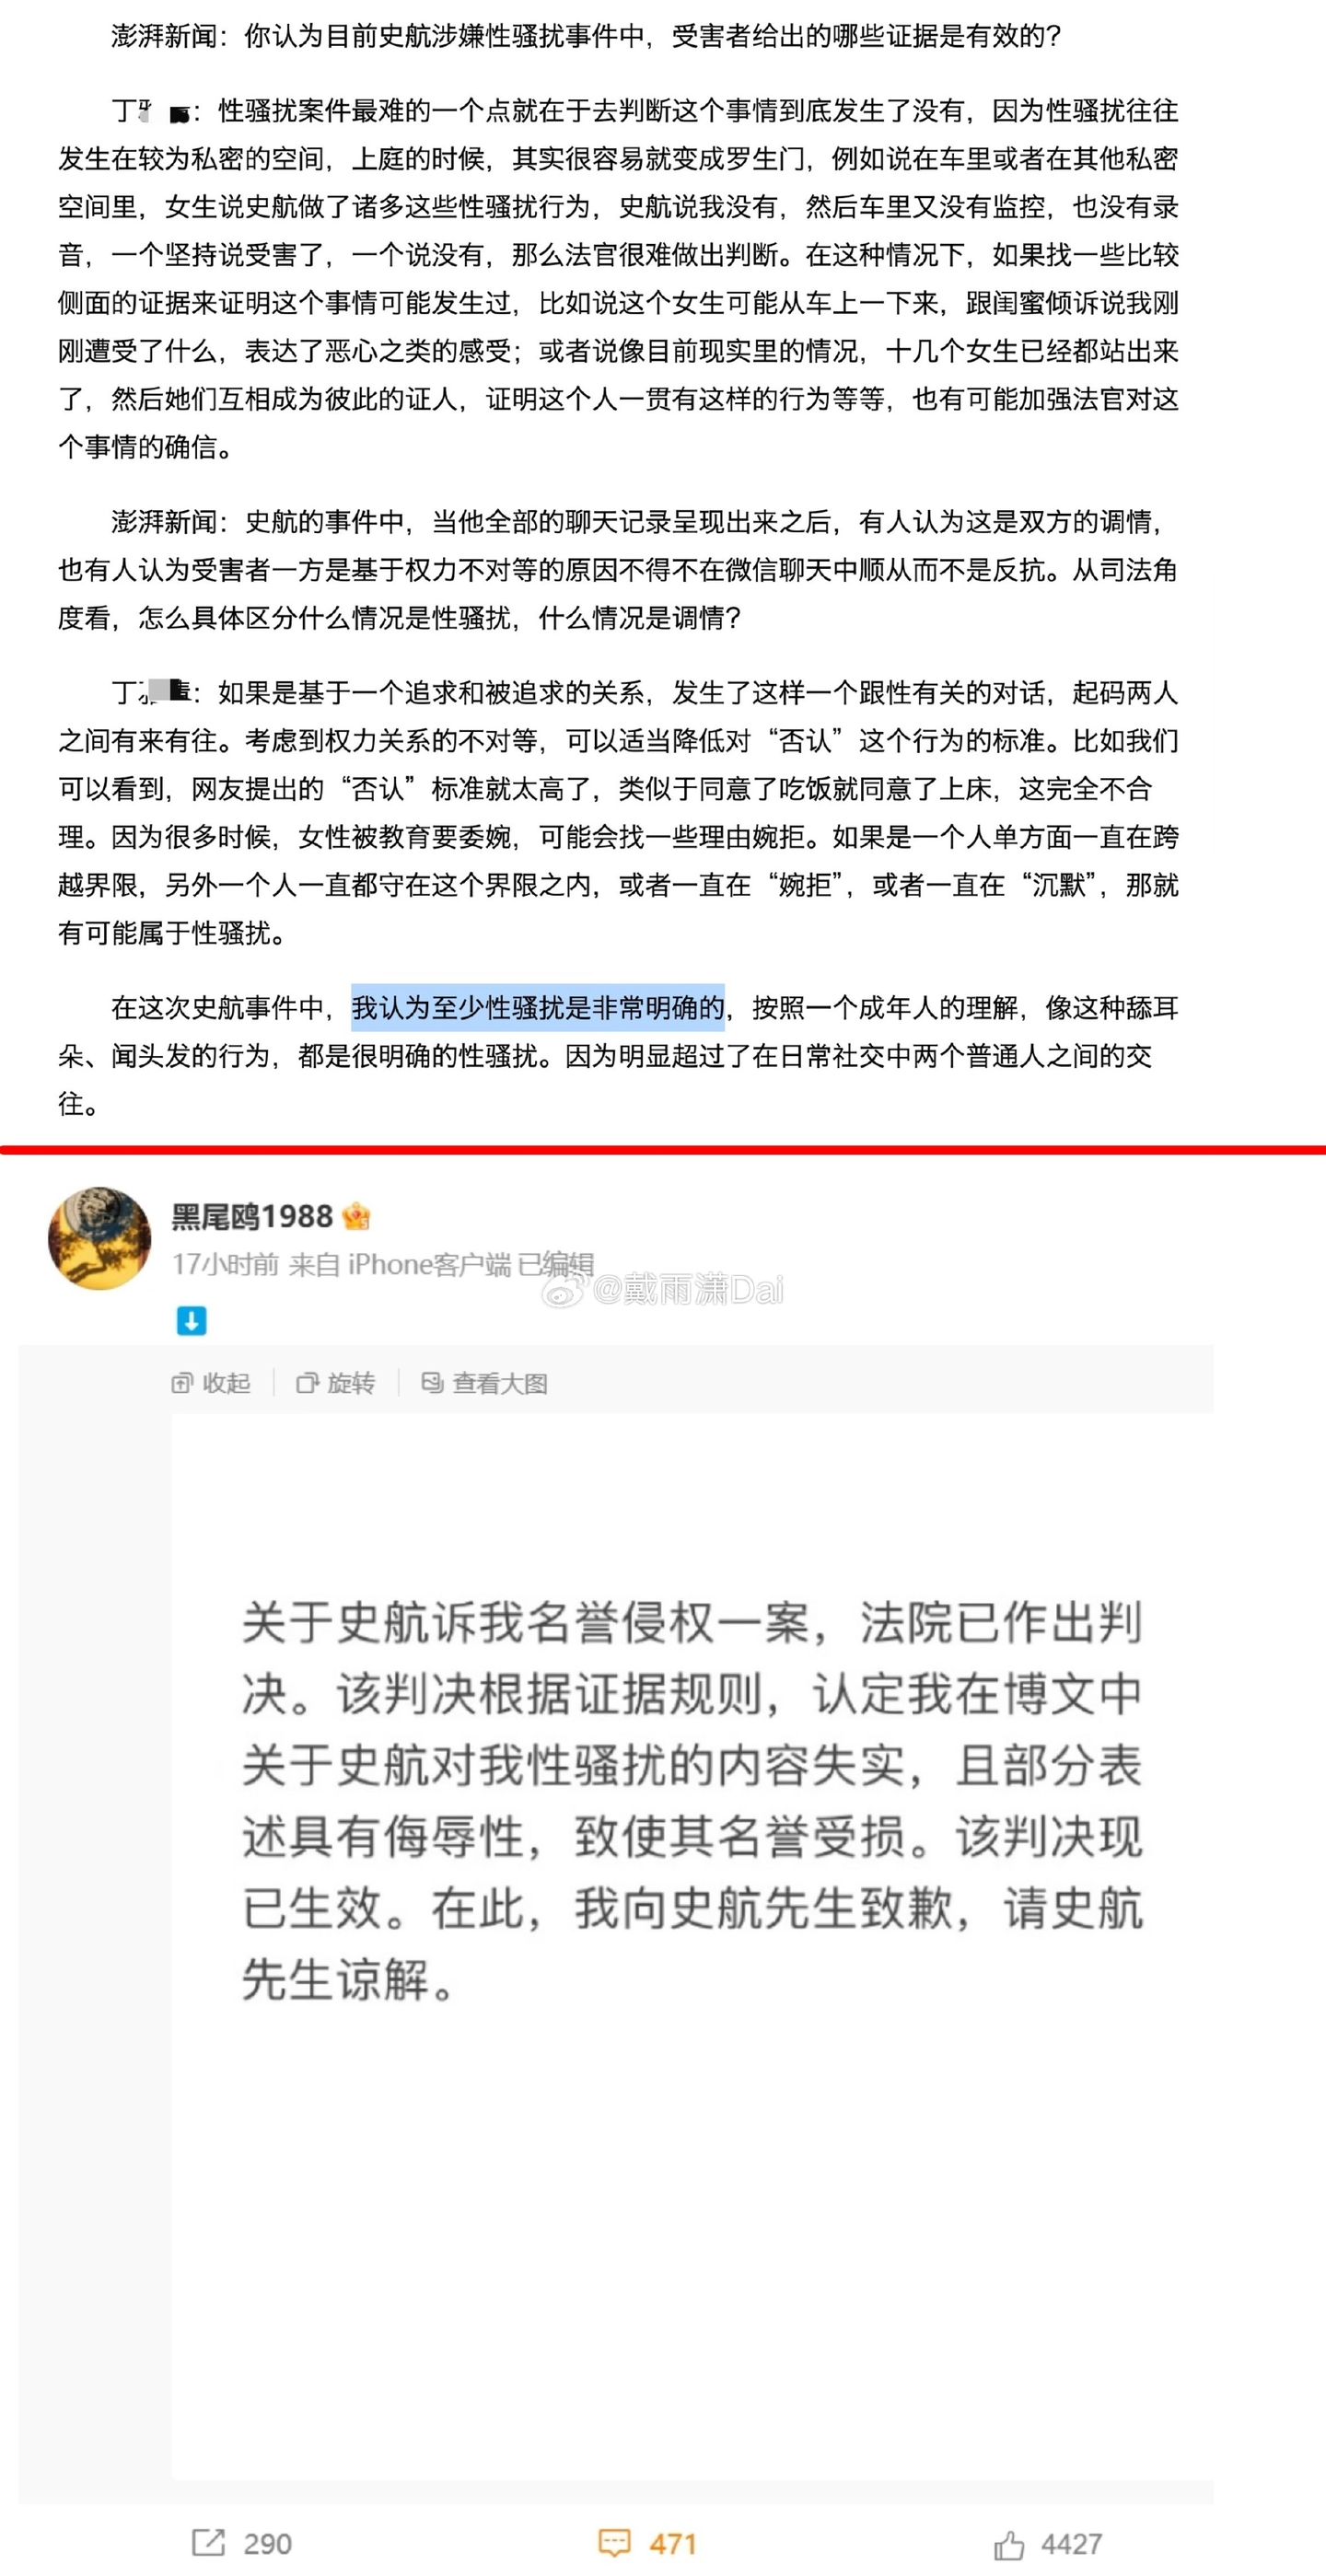 澎湃新闻：你认为目前史航涉嫌性骚扰事件中，受害者给出的哪些证据是有效的？
丁：性骚扰案件最难的一个点就在于去判断这个事情到底发生了没有，因为性骚扰往往
发生在较为私密的空间，上庭的时候，其实很容易就变成罗生门，例如说在车里或者在其他私密
空间里，女生说史航做了诸多这些性骚扰行为，史航说我没有，然后车里又没有监控，也没有录
音，一个坚持说受害了，一个说没有，那么法官很难做出判断。在这种情况下，如果找一些比较
侧面的证据来证明这个事情可能发生过，比如说这个女生可能从车上一下来，跟闺蜜倾诉说我刚
刚遭受了什么，表达了恶心之类的感受；或者说像目前现实里的情况，十几个女生已经都站出来
了，然后她们互相成为彼此的证人，证明这个人一贯有这样的行为等等，也有可能加强法官对这
个事情的确信。
澎湃新闻：史航的事件中，当他全部的聊天记录呈现出来之后，有人认为这是双方的调情，
也有人认为受害者一方是基于权力不对等的原因不得不在微信聊天中顺从而不是反抗。从司法角
度看，怎么具体区分什么情况是性骚扰，什么情况是调情？
丁：如果是基于一个追求和被追求的关系，发生了这样一个跟性有关的对话，起码两人
之间有来有往。考虑到权力关系的不对等，可以适当降低对“否认”这个行为的标准。比如我们
可以看到，网友提出的“否认”标准就太高了，类似于同意了吃饭就同意了上床，这完全不合
理。因为很多时候，女性被教育要委婉，可能会找一些理由婉拒。如果是一个人单方面一直在跨
越界限，另外一个人一直都守在这个界限之内，或者一直在“婉拒”，或者一直在“沉默”，那就
有可能属于性骚扰。
在这次史航事件中，我认为至少性骚扰是非常明确的，按照一个成年人的理解，像这种舔耳
朵、闻头发的行为，都是很明确的性骚扰。因为明显超过了在日常社交中两个普通人之间的交
往。
黑尾鸥1988
17小时前 来自 iPhone客户端 已编辑
@戴雨潇Dai
收起 旋转 查看大图
关于史航诉我名誉侵权一案，法院已作出判
决。该判决根据证据规则，认定我在博文中
关于史航对我性骚扰的内容失实，且部分表
述具有侮辱性，致使其名誉受损。该判决现
已生效。在此，我向史航先生致歉，请史航
先生谅解。
290 471 4427